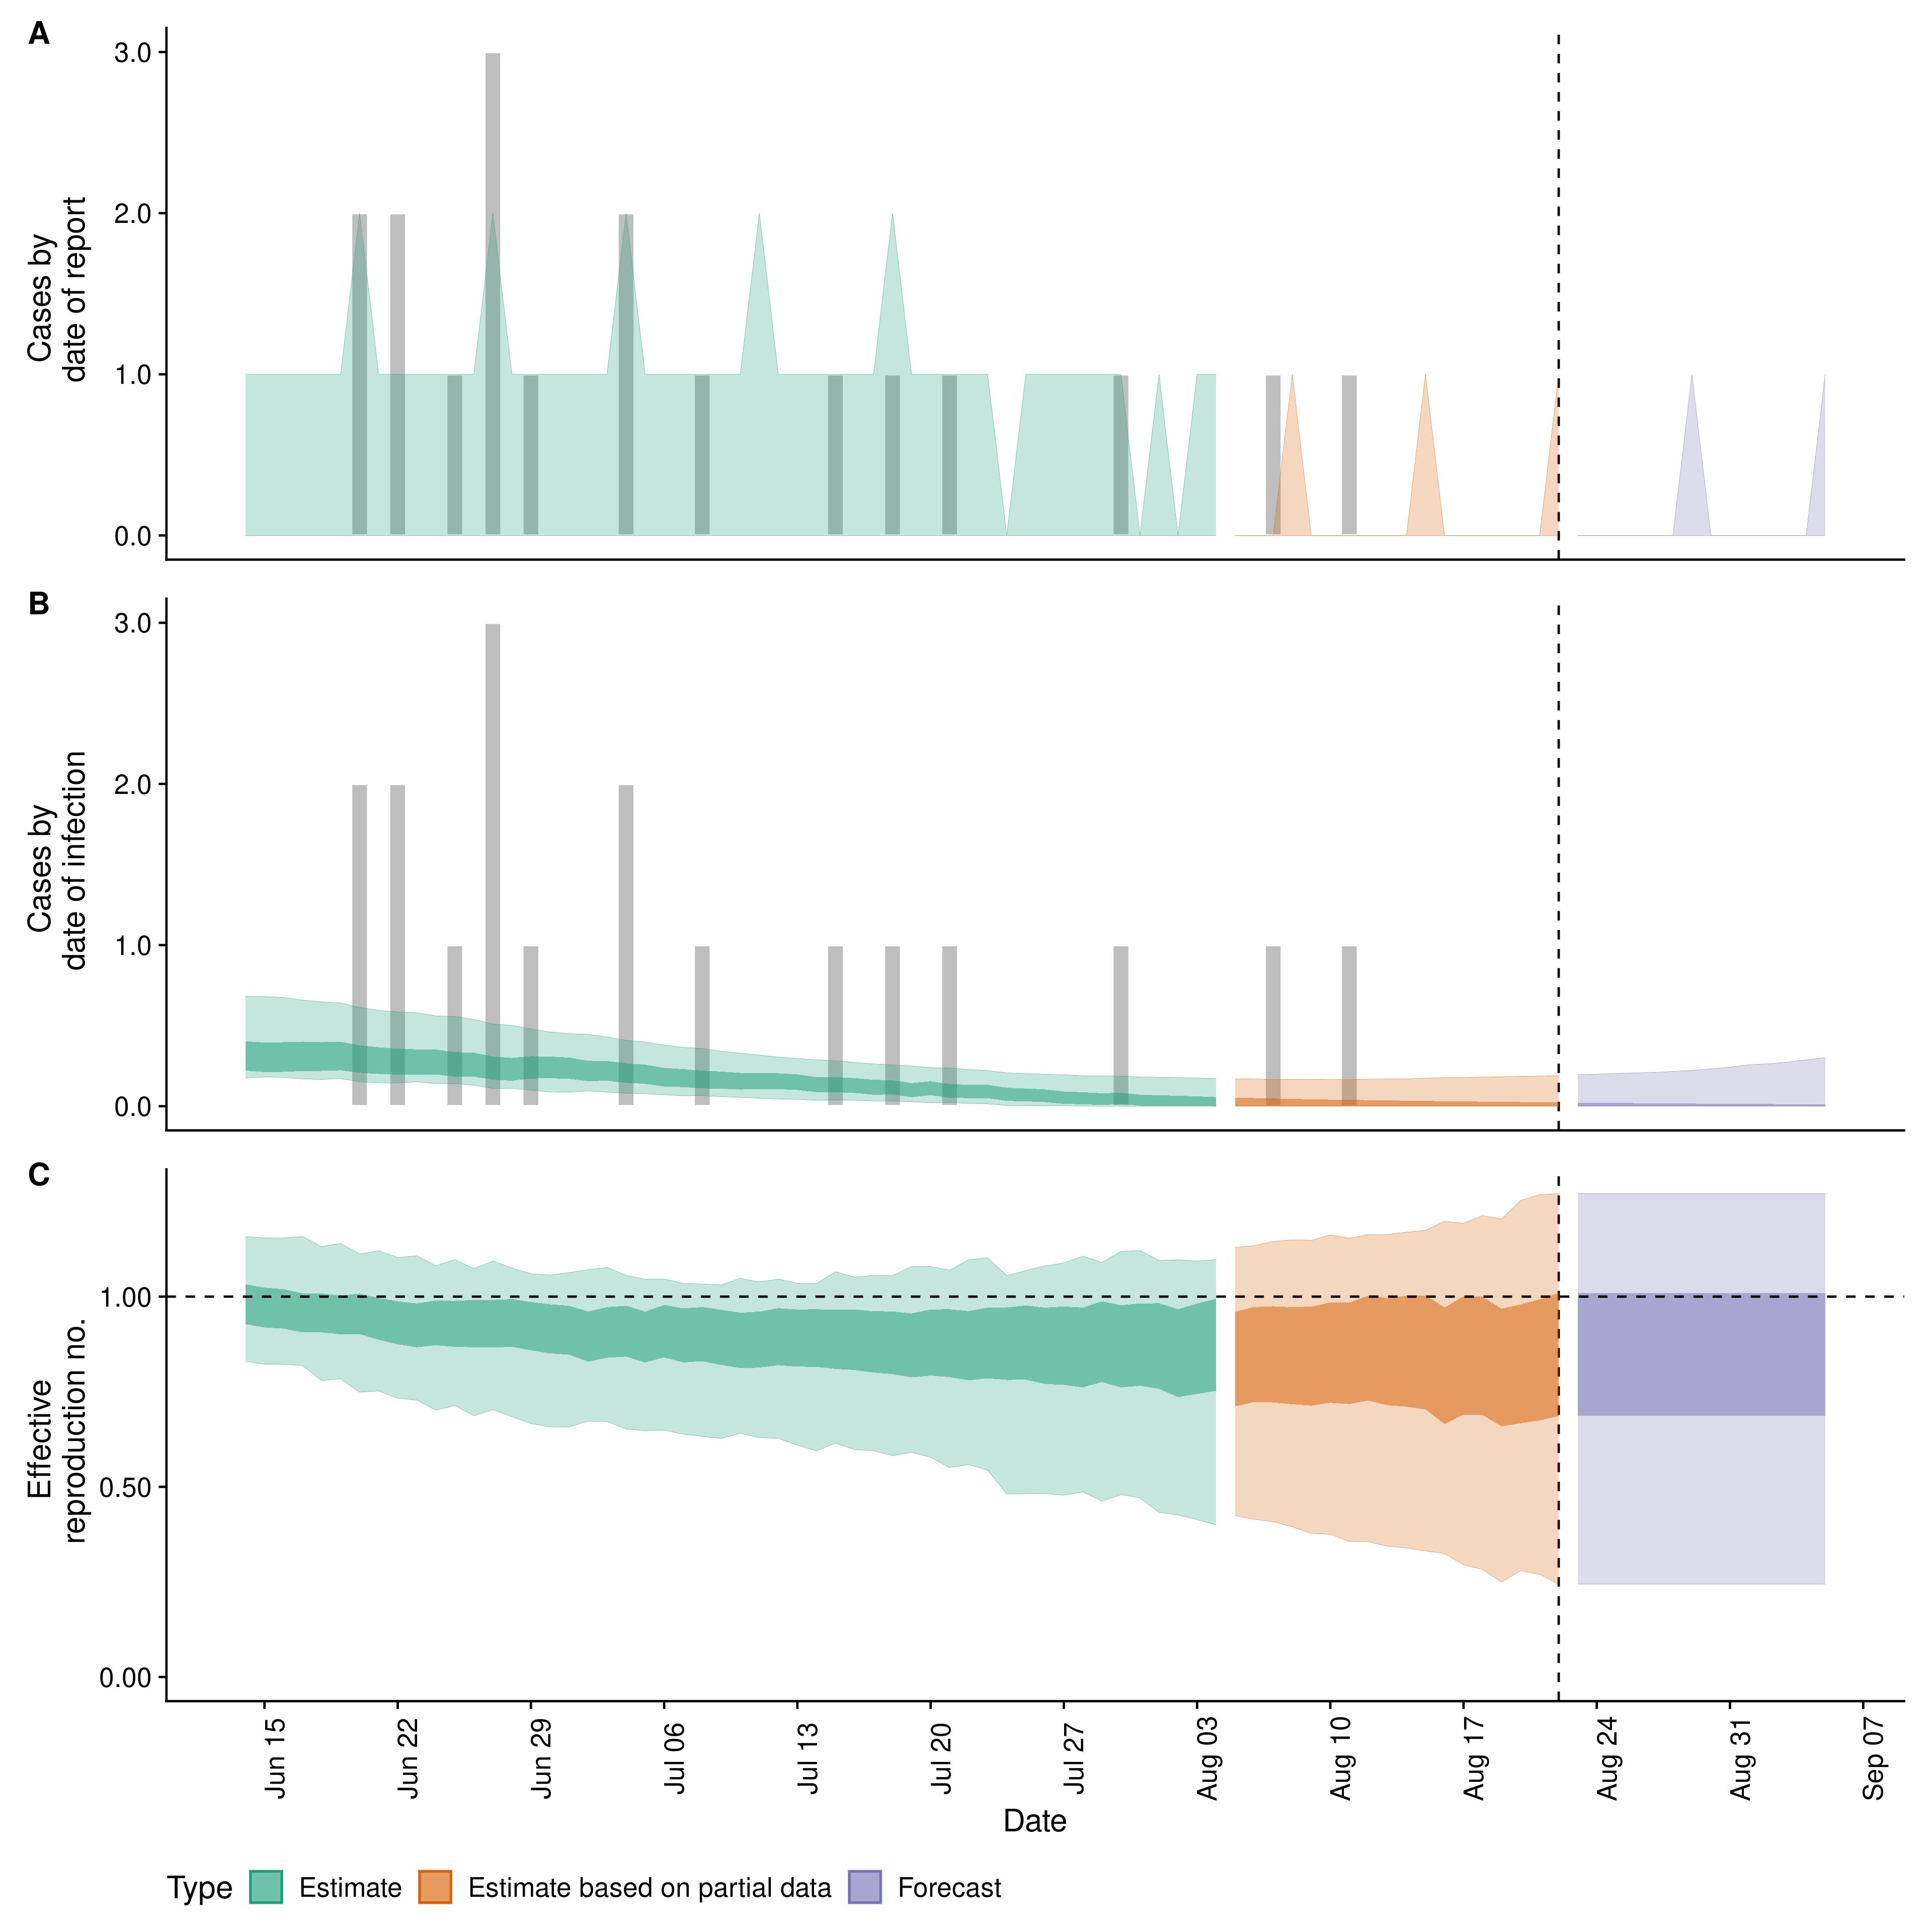 A
3.0
2.0
1.0
0.0
Cases by
date of report
B
3.0
2.0
1.0
0.0
Cases by
date of infection
C
1.00
0.50
0.00
Effective
reproduction no.
Jun 15
Jun 22
Jun 29
Jul 06
Jul 13
Jul 20
Jul 27
Aug 03
Aug 10
Aug 17
Aug 24
Aug 31
Sep 07
Date
Type Estimate Estimate based on partial data Forecast